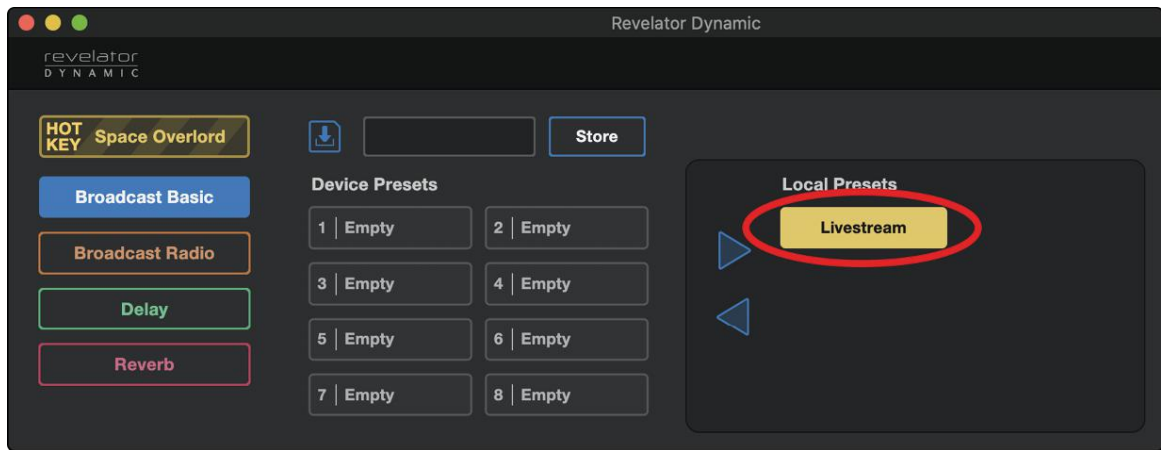 Revelator Dynamic
revelator
DYNAMIC
HOT KEY Space Overlord
Broadcast Basic
Broadcast Radio
Delay
Reverb
Store
Device Presets
1 | Empty
2 | Empty
3 | Empty
4 | Empty
5 | Empty
6 | Empty
7 | Empty
8 | Empty
Local Presets
Livestream